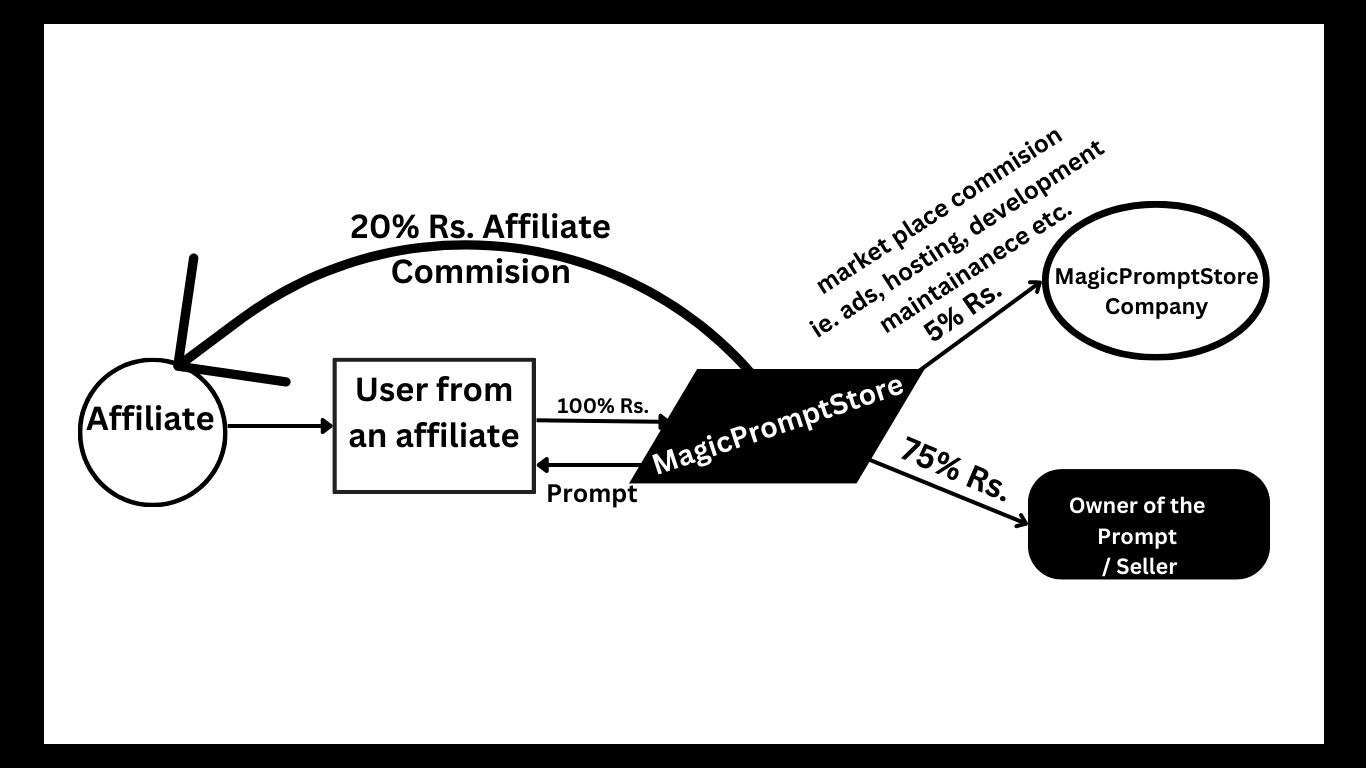 20% Rs. Affiliate
Commision
Affiliate
User from
an affiliate
100% Rs.
Prompt
MagicPromptStore
market place commision
ie. ads, hosting, development
maintainanece etc.
5% Rs.
MagicPromptStore
Company
75% Rs.
Owner of the
Prompt
/ Seller